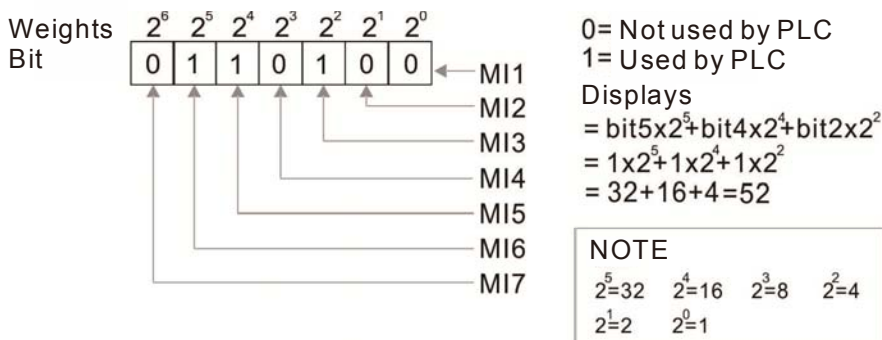 Weights 2⁶ 2⁵ 2⁴ 2³ 2² 2¹ 2⁰
Bit 0 1 1 0 1 0 0
MI1
MI2
MI3
MI4
MI5
MI6
MI7
0= Not used by PLC
1= Used by PLC
Displays
= bit5x2⁵+bit4x2⁴+bit2x2²
= 1x2⁵+1x2⁴+1x2²
= 32+16+4=52
NOTE
2⁵=32 2⁴=16 2³=8 2²=4
2¹=2 2⁰=1